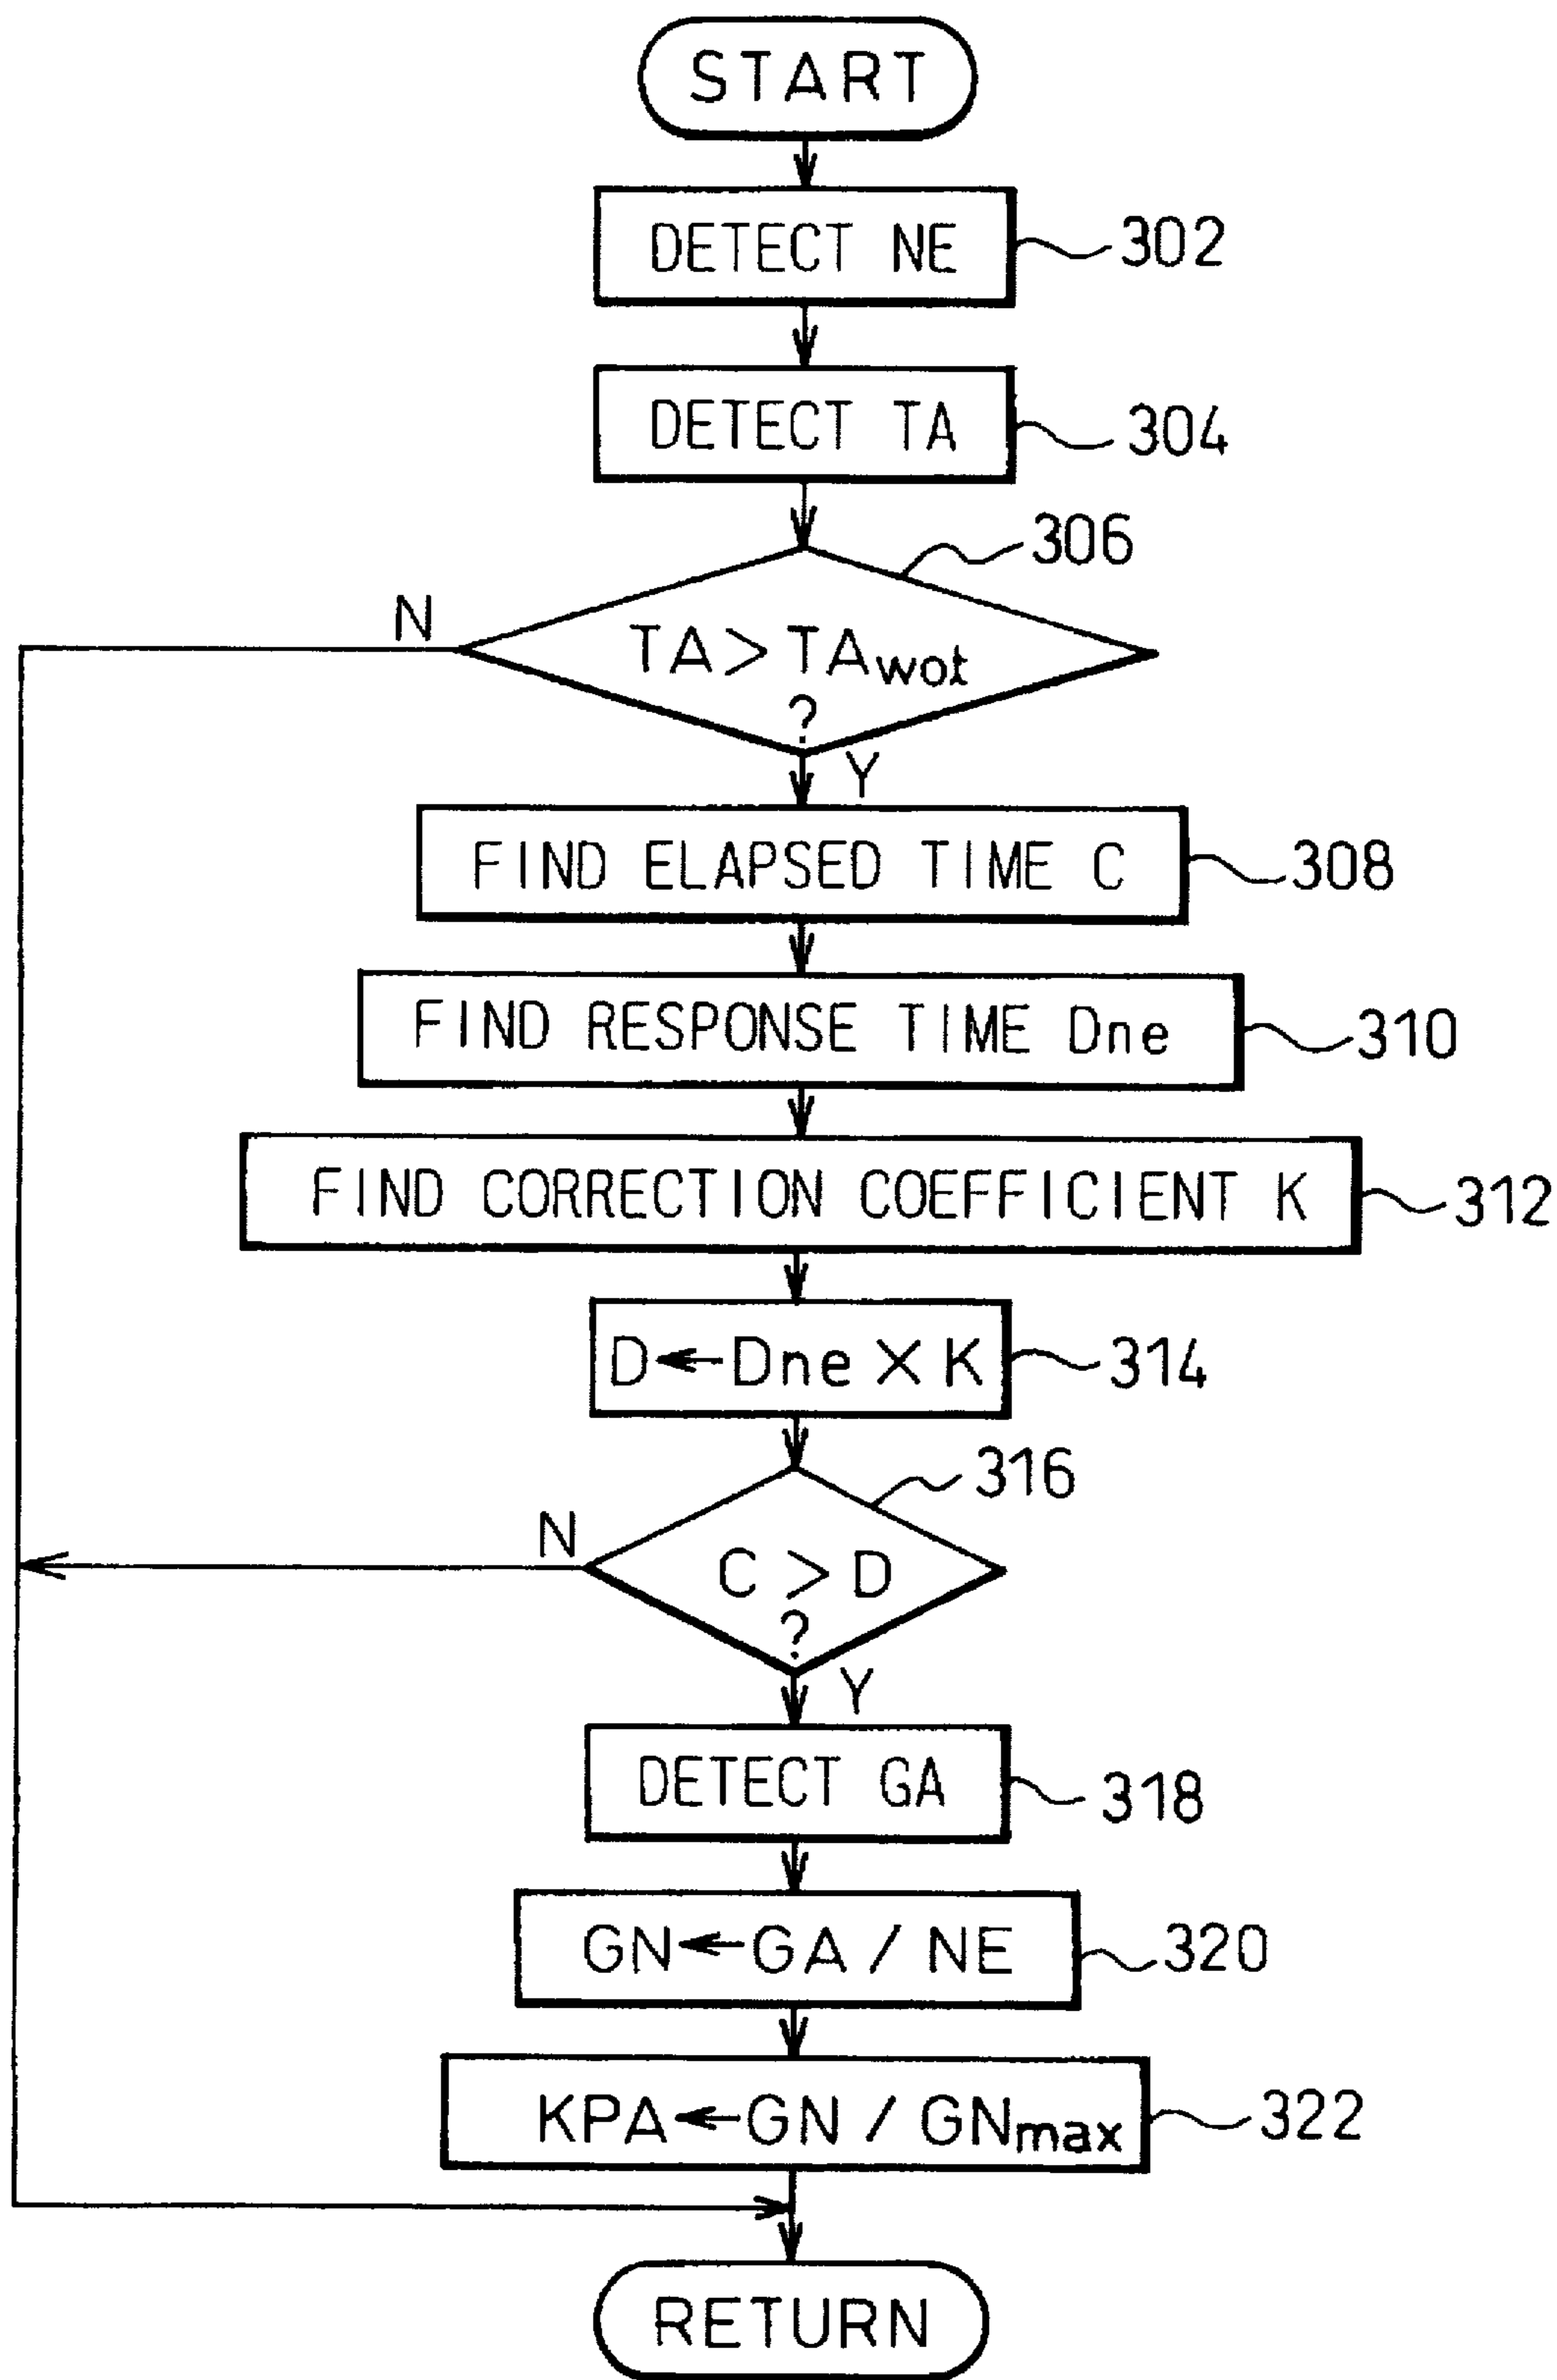 START
DETECT NE
302
DETECT TA
304
306
N
TA > TAwot
?
Y
FIND ELAPSED TIME C
308
FIND RESPONSE TIME Dne
310
FIND CORRECTION COEFFICIENT K
312
D←Dne × K
314
316
N
C > D
?
Y
DETECT GA
318
GN←GA / NE
320
KPA←GN / GNmax
322
RETURN